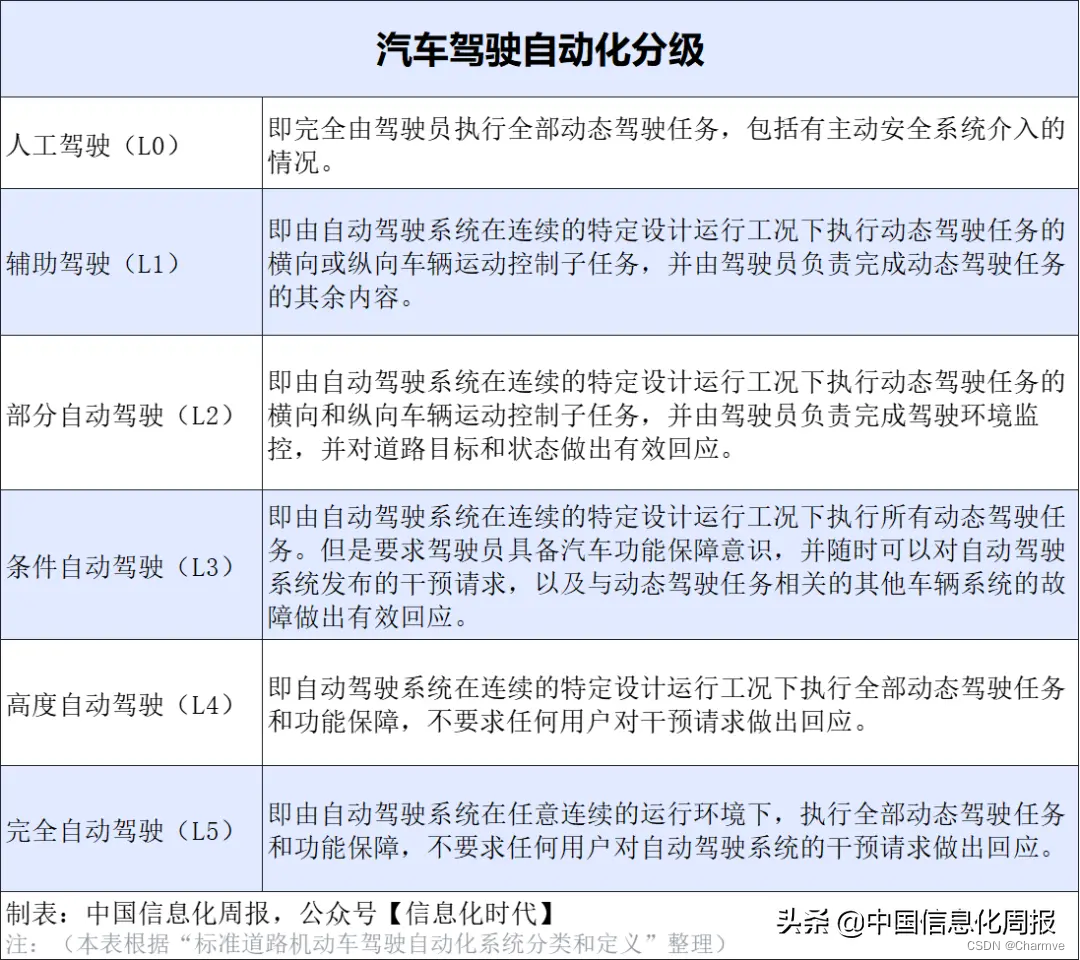 汽车驾驶自动化分级
人工驾驶（L0）
即完全由驾驶员执行全部动态驾驶任务，包括有主动安全系统介入的
情况。
辅助驾驶（L1）
即由自动驾驶系统在连续的特定设计运行工况下执行动态驾驶任务的
横向或纵向车辆运动控制子任务，并由驾驶员负责完成动态驾驶任务
的其余内容。
部分自动驾驶（L2）
即由自动驾驶系统在连续的特定设计运行工况下执行动态驾驶任务的
横向和纵向车辆运动控制子任务，并由驾驶员负责完成驾驶环境监
控，并对道路目标和状态做出有效回应。
条件自动驾驶（L3）
即由自动驾驶系统在连续的特定设计运行工况下执行所有动态驾驶任
务。但是要求驾驶员具备汽车功能保障意识，并随时可以对自动驾驶
系统发布的干预请求，以及与动态驾驶任务相关的其他车辆系统的故
障做出有效回应。
高度自动驾驶（L4）
即自动驾驶系统在连续的特定设计运行工况下执行全部动态驾驶任务
和功能保障，不要求任何用户对干预请求做出回应。
完全自动驾驶（L5）
即由自动驾驶系统在任意连续的运行环境下，执行全部动态驾驶任务
和功能保障，不要求任何用户对自动驾驶系统的干预请求做出回应。
制表：中国信息化周报，公众号【信息化时代】
注：（本表根据“标准道路机动车驾驶自动化系统分类和定义”整理）
头条 @中国信息化周报
CSDN @Charmve